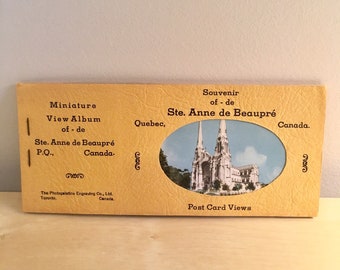 Miniature
View Album
of - de
Ste. Anne de Beaupré
P.Q., Canada.
The Photogelatine Engraving Co., Ltd.
Toronto, Canada.
Souvenir
of - de
Ste. Anne de Beaupré
Quebec, Canada.
Post Card Views